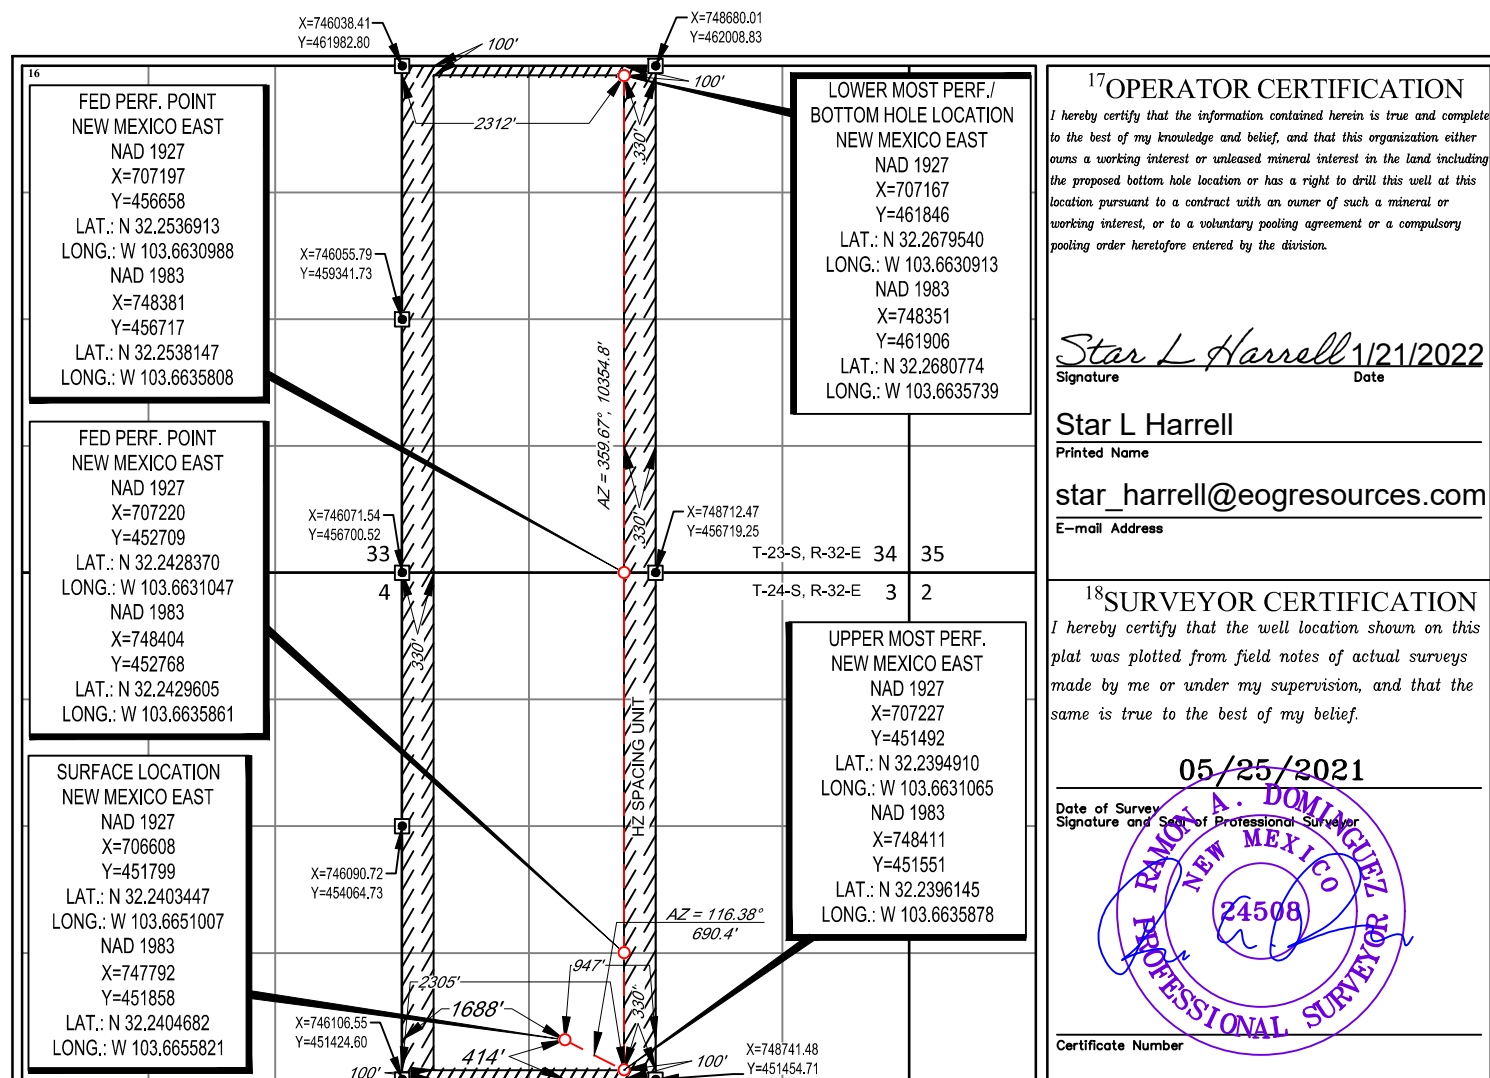 X=746038.41
Y=461982.80
X=748680.01
Y=462008.83
100'
100'
16
2312'
330'
FED PERF. POINT
NEW MEXICO EAST
NAD 1927
X=707197
Y=456658
LAT.: N 32.2536913
LONG.: W 103.6630988
NAD 1983
X=748381
Y=456717
LAT.: N 32.2538147
LONG.: W 103.6635808
FED PERF. POINT
NEW MEXICO EAST
NAD 1927
X=707220
Y=452709
LAT.: N 32.2428370
LONG.: W 103.6631047
NAD 1983
X=748404
Y=452768
LAT.: N 32.2429605
LONG.: W 103.6635861
SURFACE LOCATION
NEW MEXICO EAST
NAD 1927
X=706608
Y=451799
LAT.: N 32.2403447
LONG.: W 103.6651007
NAD 1983
X=747792
Y=451858
LAT.: N 32.2404682
LONG.: W 103.6655821
X=746055.79
Y=459341.73
AZ = 359.67°, 10354.8'
X=746071.54
Y=456700.52
330'
X=748712.47
Y=456719.25
33
T-23-S, R-32-E 34 35
4
T-24-S, R-32-E 3 2
330'
HZ SPACING UNIT
X=746090.72
Y=454064.73
AZ = 116.38°
690.4'
947'
2305'
1688'
330'
X=746106.55
Y=451424.60
414'
100'
100'
X=748741.48
Y=451454.71
LOWER MOST PERF./
BOTTOM HOLE LOCATION
NEW MEXICO EAST
NAD 1927
X=707167
Y=461846
LAT.: N 32.2679540
LONG.: W 103.6630913
NAD 1983
X=748351
Y=461906
LAT.: N 32.2680774
LONG.: W 103.6635739
UPPER MOST PERF.
NEW MEXICO EAST
NAD 1927
X=707227
Y=451492
LAT.: N 32.2394910
LONG.: W 103.6631065
NAD 1983
X=748411
Y=451551
LAT.: N 32.2396145
LONG.: W 103.6635878
17 OPERATOR CERTIFICATION
I hereby certify that the information contained herein is true and complete
to the best of my knowledge and belief, and that this organization either
owns a working interest or unleased mineral interest in the land including
the proposed bottom hole location or has a right to drill this well at this
location pursuant to a contract with an owner of such a mineral or
working interest, or to a voluntary pooling agreement or a compulsory
pooling order heretofore entered by the division.
Star L Harrell 1/21/2022
Signature Date
Star L Harrell
Printed Name
star_harrell@eogresources.com
E-mail Address
18 SURVEYOR CERTIFICATION
I hereby certify that the well location shown on this
plat was plotted from field notes of actual surveys
made by me or under my supervision, and that the
same is true to the best of my belief.
05/25/2021
Date of Survey
Signature and Seal of Professional Surveyor
RAMON A. DOMINGUEZ
NEW MEXICO
24508
PROFESSIONAL SURVEYOR
Certificate Number